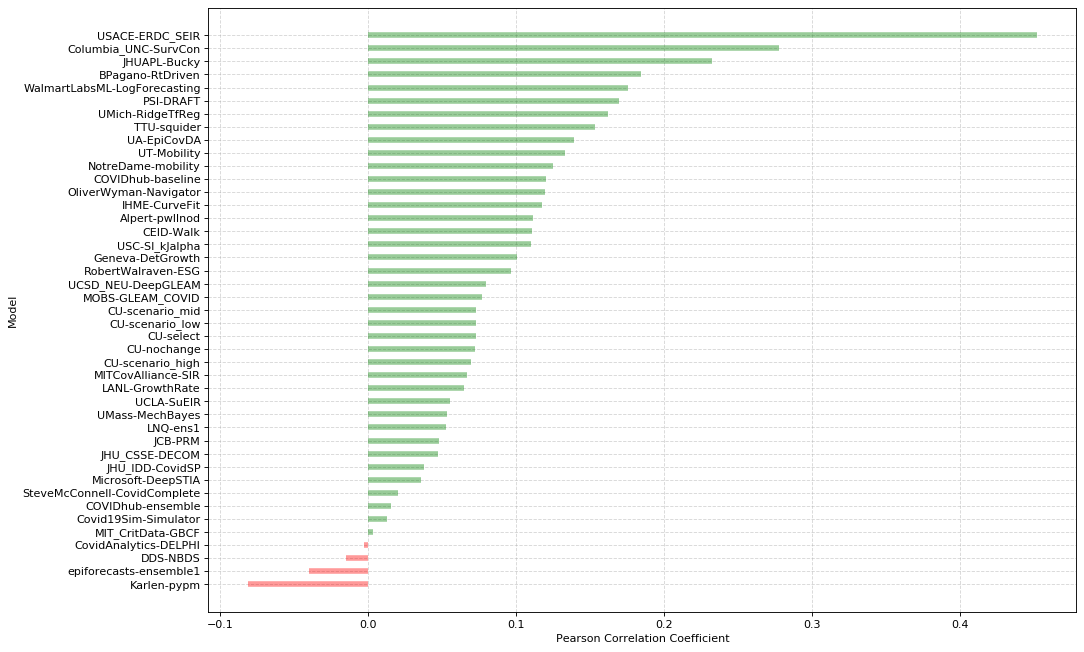 USACE-ERDC_SEIR
Columbia_UNC-SurvCon
JHUAPL-Bucky
BPagano-RtDriven
WalmartLabsML-LogForecasting
PSI-DRAFT
UMich-RidgeTfReg
TTU-squider
UA-EpiCovDA
UT-Mobility
NotreDame-mobility
COVIDhub-baseline
OliverWyman-Navigator
IHME-CurveFit
Alpert-pwllnod
CEID-Walk
USC-SI_kJalpha
Geneva-DetGrowth
RobertWalraven-ESG
UCSD_NEU-DeepGLEAM
MOBS-GLEAM_COVID
CU-scenario_mid
CU-scenario_low
CU-select
CU-nochange
CU-scenario_high
MITCovAlliance-SIR
LANL-GrowthRate
UCLA-SuEIR
UMass-MechBayes
LNQ-ens1
JCB-PRM
JHU_CSSE-DECOM
JHU_IDD-CovidSP
Microsoft-DeepSTIA
SteveMcConnell-CovidComplete
COVIDhub-ensemble
Covid19Sim-Simulator
MIT_CritData-GBCF
CovidAnalytics-DELPHI
DDS-NBDS
epiforecasts-ensemble1
Karlen-pypm
Model
−0.1 0.0 0.1 0.2 0.3 0.4
Pearson Correlation Coefficient